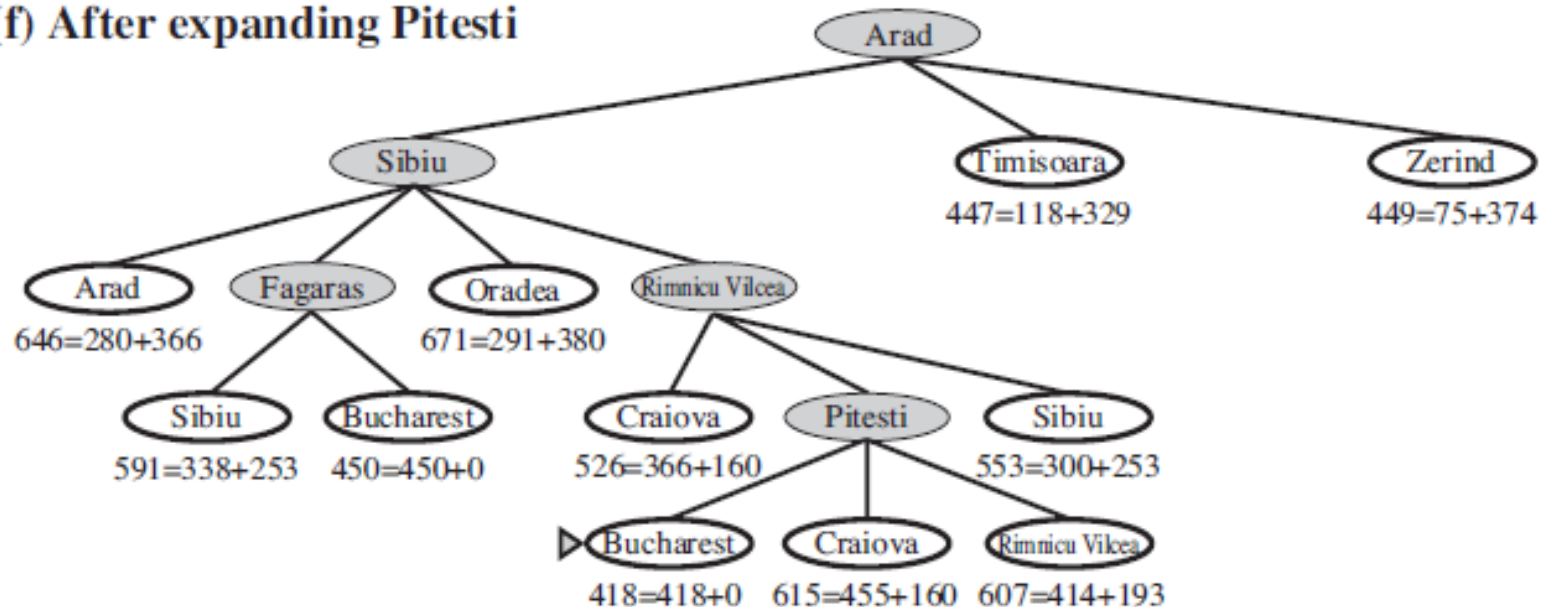 (f) After expanding Pitesti
Arad
Sibiu Timisoara Zerind
447=118+329 449=75+374
Arad Fagaras Oradea Rimnicu Vilcea
646=280+366 671=291+380
Sibiu Bucharest Craiova Pitesti Sibiu
591=338+253 450=450+0 526=366+160 553=300+253
Bucharest Craiova Rimnicu Vilcea
418=418+0 615=455+160 607=414+193